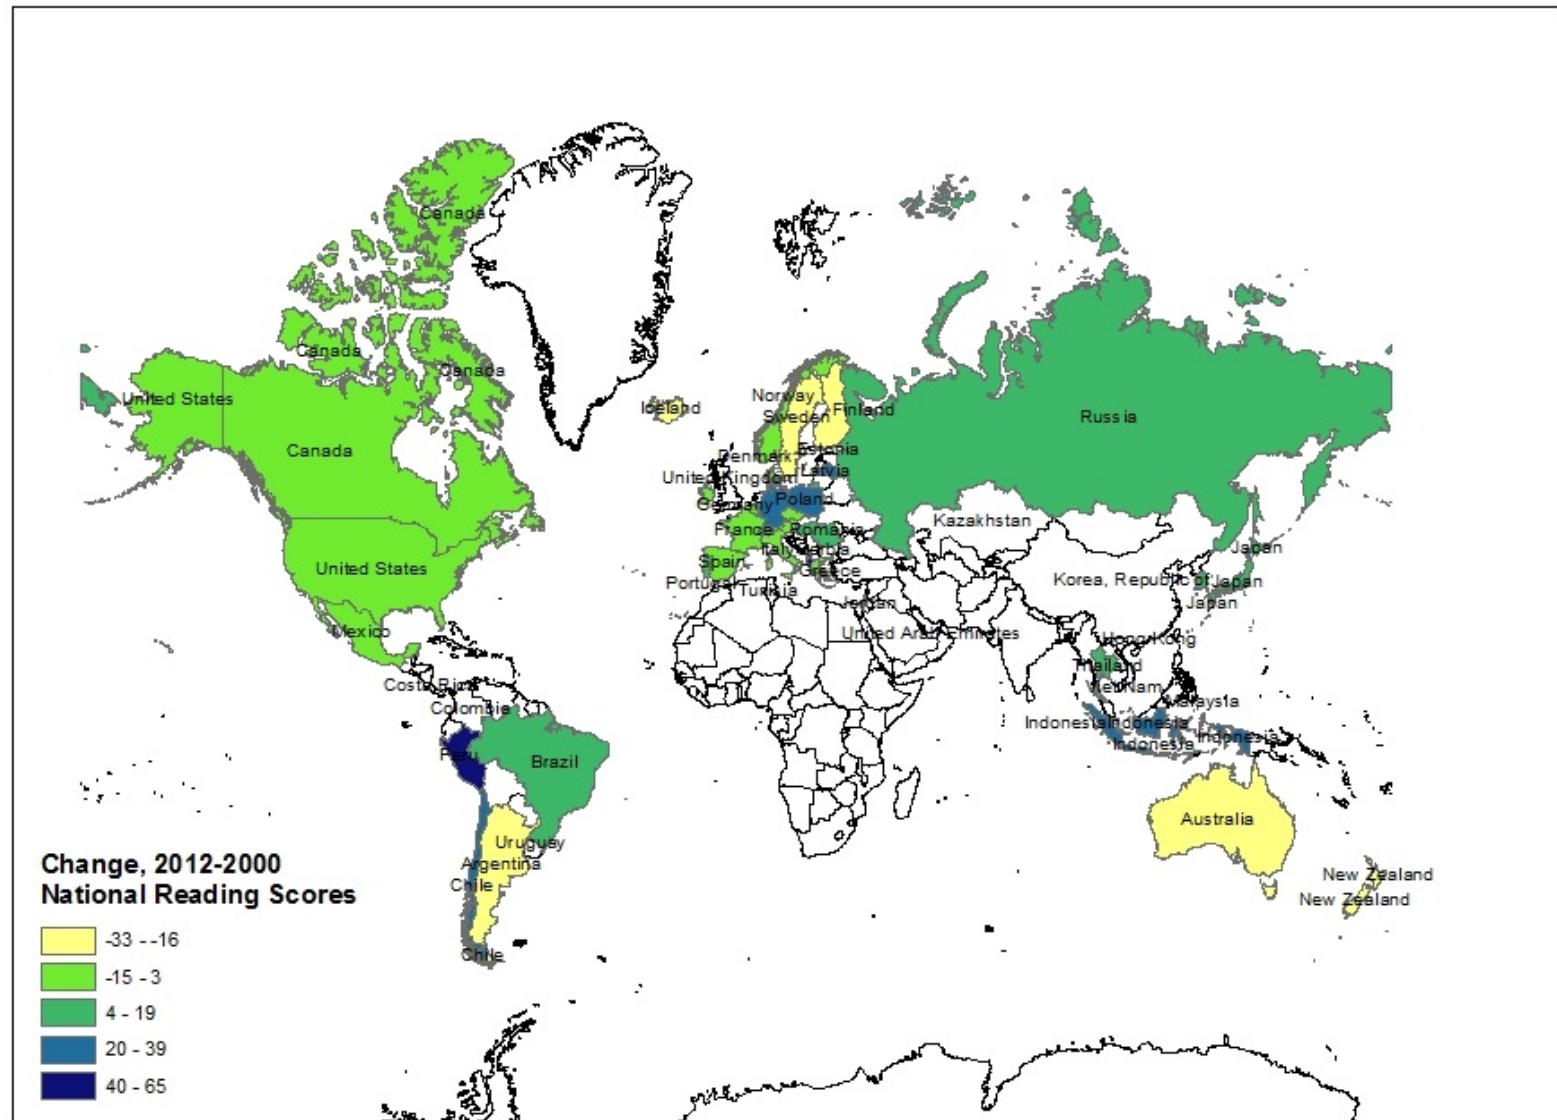 Canada
Canada
Canada
United States
Canada
United States
Mexico
Costa Rica
Colombia
Peru
Brazil
Uruguay
Argentina
Chile
Chile
Iceland
Norway
Sweden
Finland
Estonia
Denmark
Latvia
United Kingdom
Germany
Poland
France
Romania
Italy
Serbia
Spain
Greece
Portugal
Tunisia
Jordan
United Arab Emirates
Russia
Kazakhstan
Japan
Korea, Republic of
Japan
Japan
Hong Kong
Thailand
Viet Nam
Malaysia
Indonesia
Indonesia
Indonesia
Indonesia
Australia
New Zealand
New Zealand
Change, 2012-2000
National Reading Scores
-33 - -16
-15 - 3
4 - 19
20 - 39
40 - 65